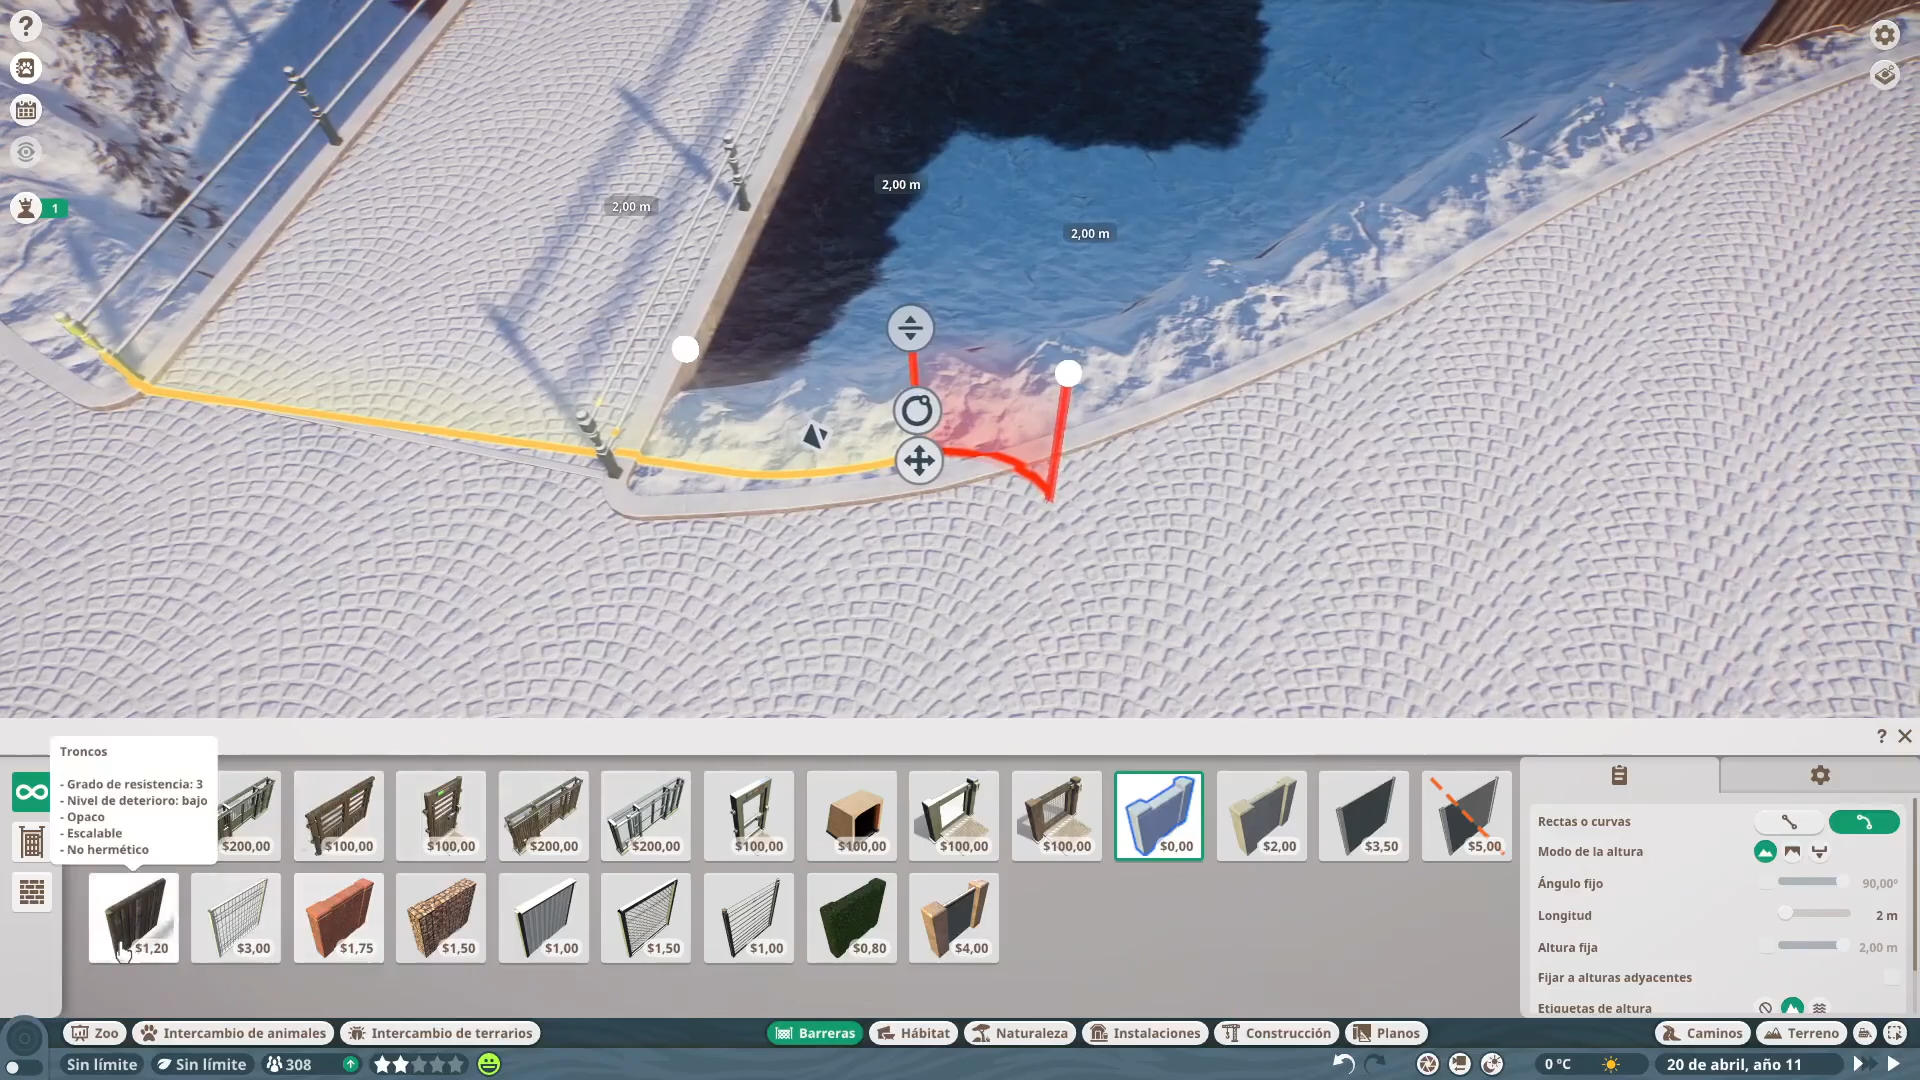 ?
1
2,00 m
2,00 m
2,00 m
?
Troncos
- Grado de resistencia: 3
- Nivel de deterioro: bajo
- Opaco
- Escalable
- No hermético
$200,00
$100,00
$100,00
$200,00
$200,00
$100,00
$100,00
$100,00
$100,00
$0,00
$2,00
$3,50
$5,00
$1,20
$3,00
$1,75
$1,50
$1,00
$1,50
$1,00
$0,80
$4,00
Rectas o curvas
Modo de la altura
Ángulo fijo
90,00º
Longitud
2 m
Altura fija
2,00 m
Fijar a alturas adyacentes
Etiquetas de altura
Zoo
Intercambio de animales
Intercambio de terrarios
Barreras
Hábitat
Naturaleza
Instalaciones
Construcción
Planos
Caminos
Terreno
Sin límite
Sin límite
308
0 ºC
20 de abril, año 11